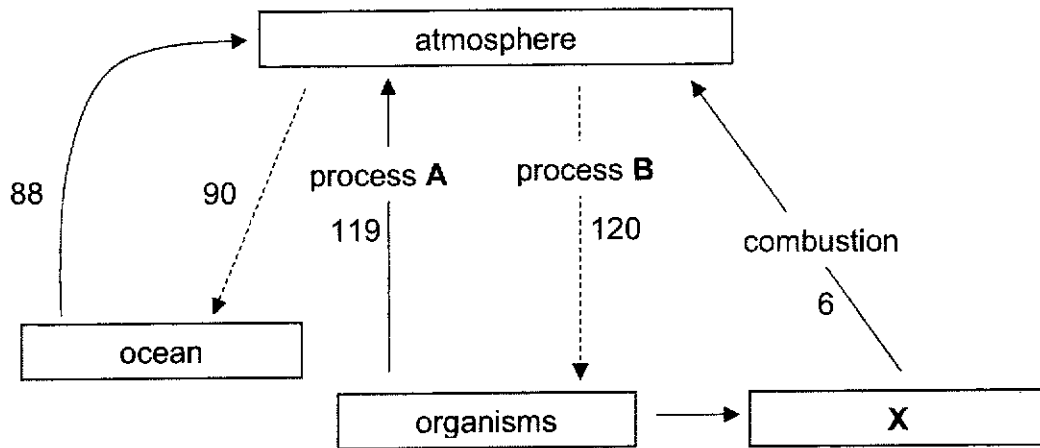 atmosphere
88
90
process A
119
process B
120
combustion
6
ocean
organisms
X